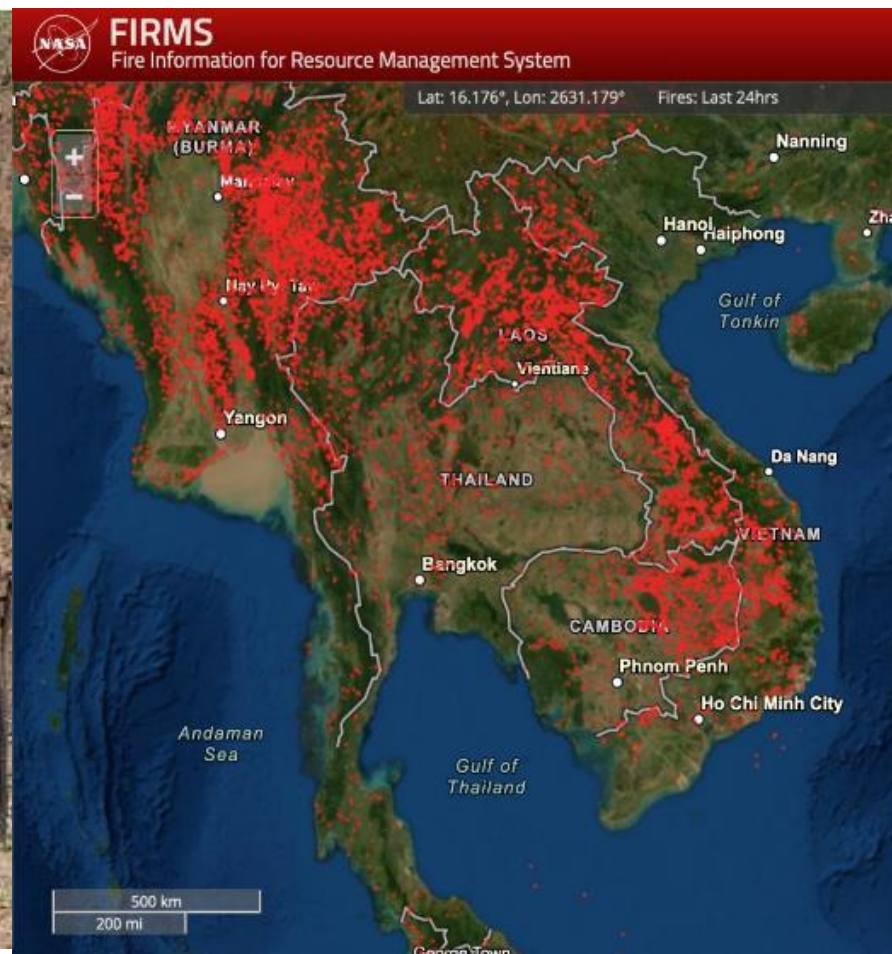 NASA
FIRMS
Fire Information for Resource Management System
Lat: 16.176°, Lon: 2631.179° Fires: Last 24hrs
+
−
MYANMAR
(BURMA)
Nanning
Hanoi
Haiphong
Gulf of
Tonkin
LAOS
Vientiane
Yangon
Da Nang
THAILAND
VIETNAM
Bangkok
CAMBODIA
Phnom Penh
Ho Chi Minh City
Andaman
Sea
Gulf of
Thailand
500 km
200 mi